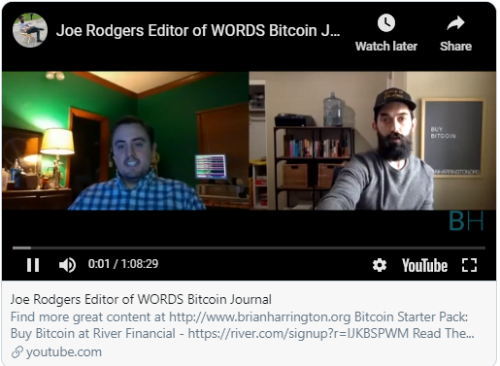 Joe Rodgers Editor of WORDS Bitcoin J...
Watch later
Share
BUY
BITCOIN
BH
0:01 / 1:08:29
YouTube
Joe Rodgers Editor of WORDS Bitcoin Journal
Find more great content at http://www.brianharrington.org Bitcoin Starter Pack:
Buy Bitcoin at River Financial - https://river.com/signup?r=IJKBSPWM Read The...
youtube.com